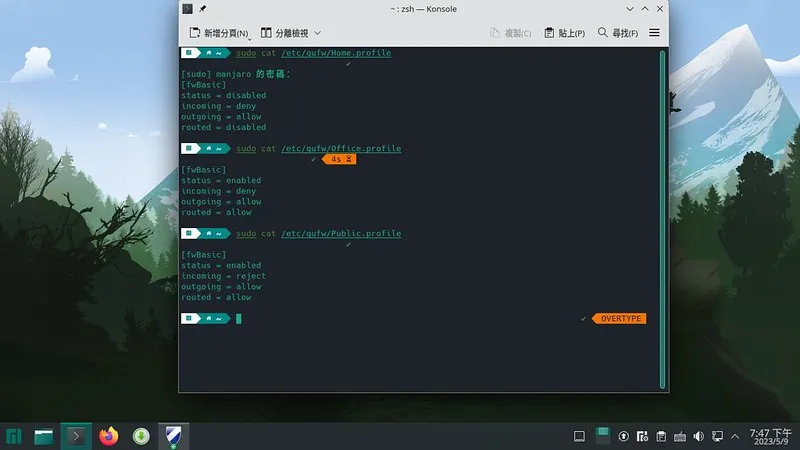 ~ : zsh — Konsole
新增分頁(N) 分離檢視 複製(C) 貼上(P) 尋找(F)
~ sudo cat /etc/gufw/Home.profile
✓
[sudo] manjaro 的密碼：
[fwBasic]
status = disabled
incoming = deny
outgoing = allow
routed = disabled
~ sudo cat /etc/gufw/Office.profile
✓ 4s
[fwBasic]
status = enabled
incoming = deny
outgoing = allow
routed = allow
~ sudo cat /etc/gufw/Public.profile
✓
[fwBasic]
status = enabled
incoming = reject
outgoing = allow
routed = allow
~ ✓ OVERTYPE
7:47 下午
2023/5/9